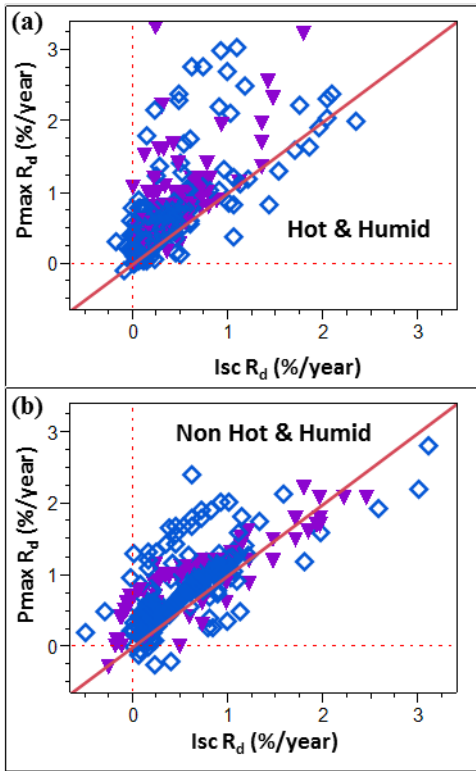 (a)
3
2
1
0
Pmax Rd (%/year)
Hot & Humid
0 1 2 3
Isc Rd (%/year)
(b)
Non Hot & Humid
3
2
1
0
Pmax Rd (%/year)
0 1 2 3
Isc Rd (%/year)